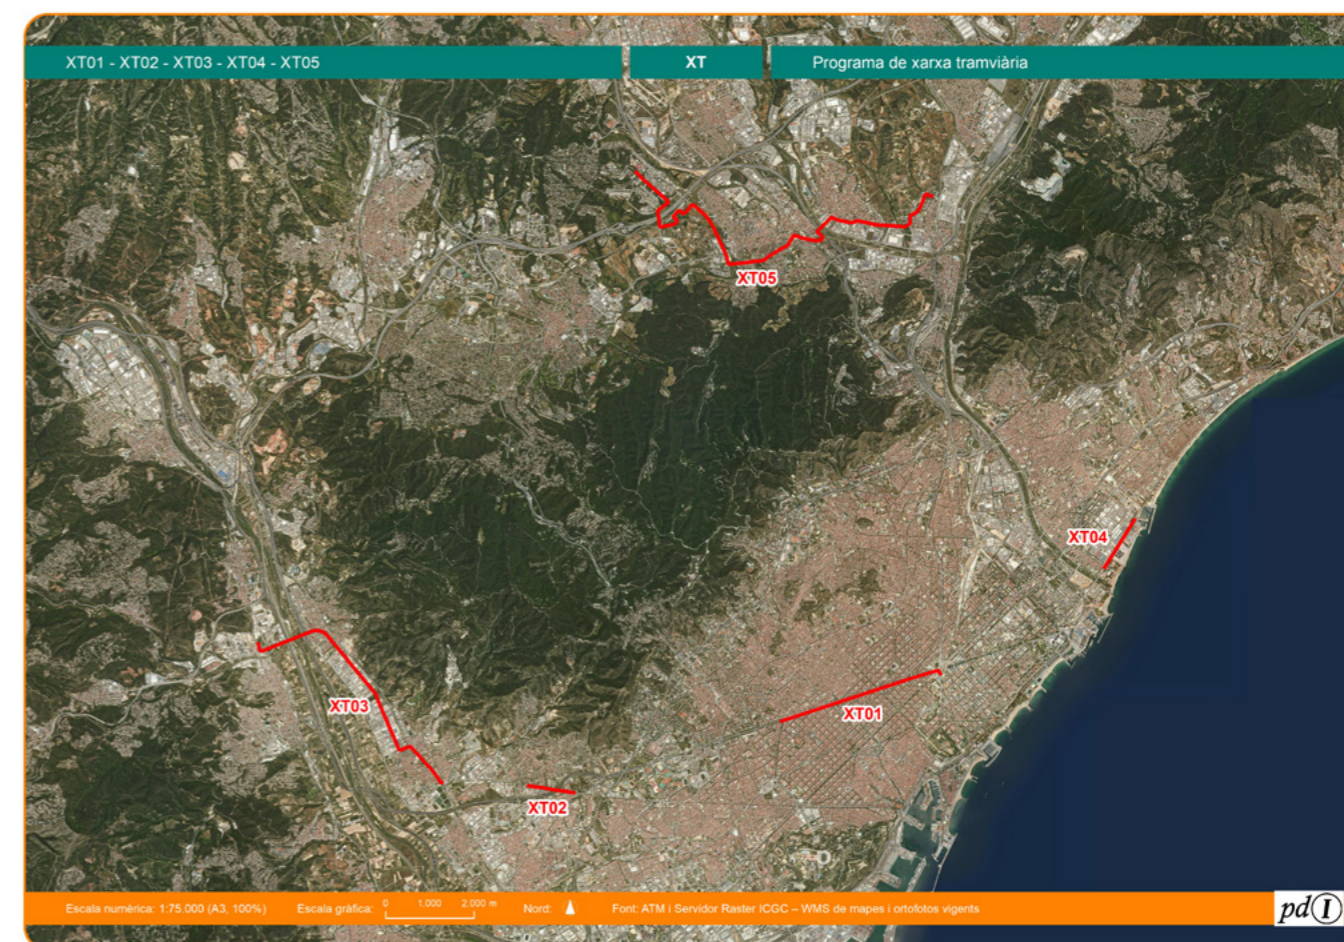 XT01 - XT02 - XT03 - XT04 - XT05
XT
Programa de xarxa tramviària
XT05
XT04
XT03
XT01
XT02
Escala numèrica: 1:75.000 (A3, 100%)
Escala gràfica: 0 1.000 2.000 m
Nord:
Font: ATM i Servidor Raster ICGC – WMS de mapes i ortofotos vigents
pdI